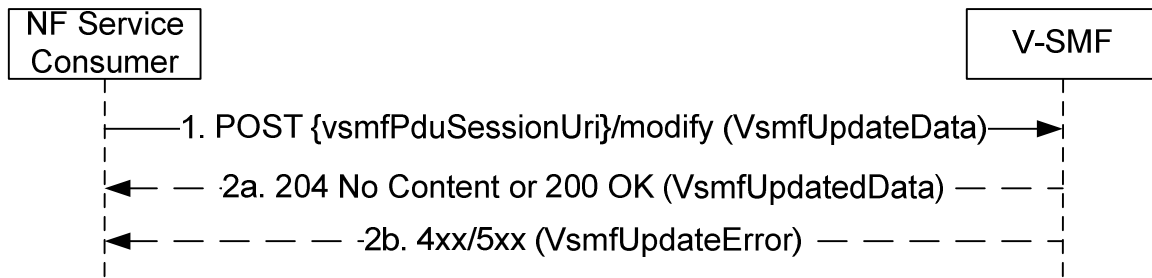 NF Service
Consumer
V-SMF
1. POST {vsmfPduSessionUri}/modify (VsmfUpdateData)
2a. 204 No Content or 200 OK (VsmfUpdatedData)
2b. 4xx/5xx (VsmfUpdateError)